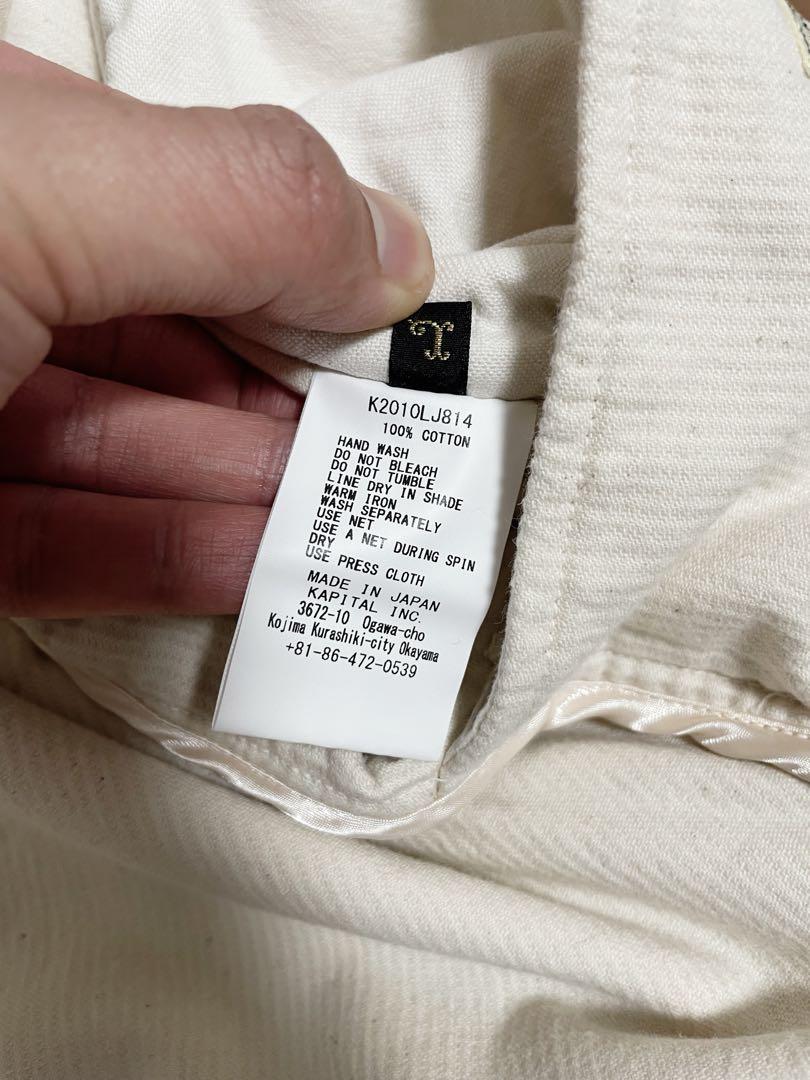 K2010LJ814
100% COTTON
HAND WASH
DO NOT BLEACH
DO NOT TUMBLE
LINE DRY IN SHADE
WARM IRON
WASH SEPARATELY
USE NET
USE A NET DURING SPIN
DRY
USE PRESS CLOTH
MADE IN JAPAN
KAPITAL INC.
3672-10 Ogawa-cho
Kojima Kurashiki-city Okayama
+81-86-472-0539